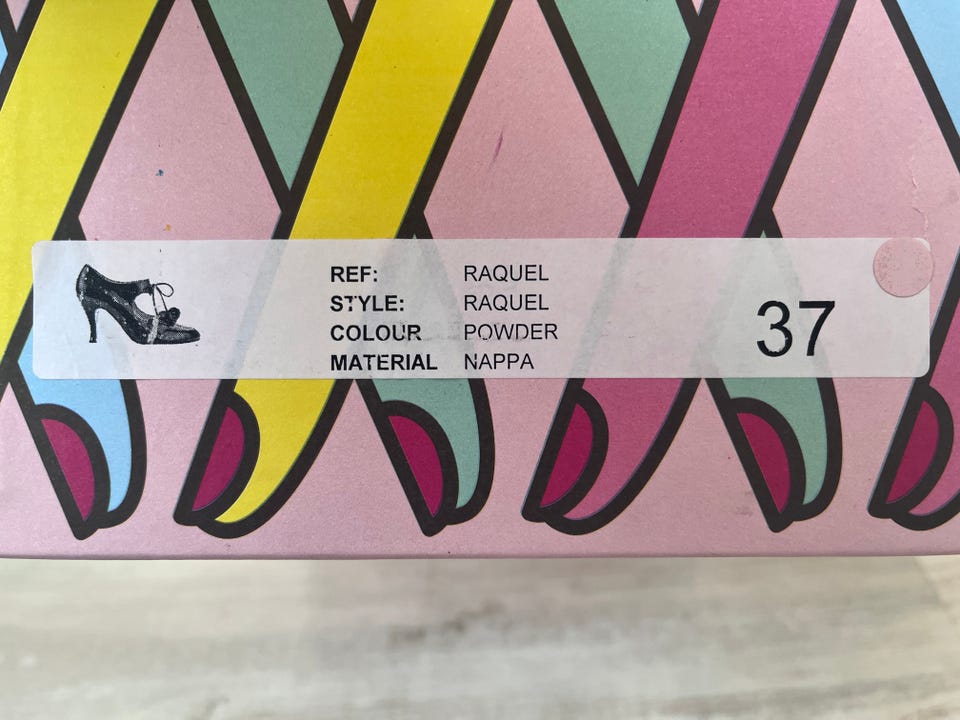 REF: RAQUEL
STYLE: RAQUEL
COLOUR POWDER
MATERIAL NAPPA
37